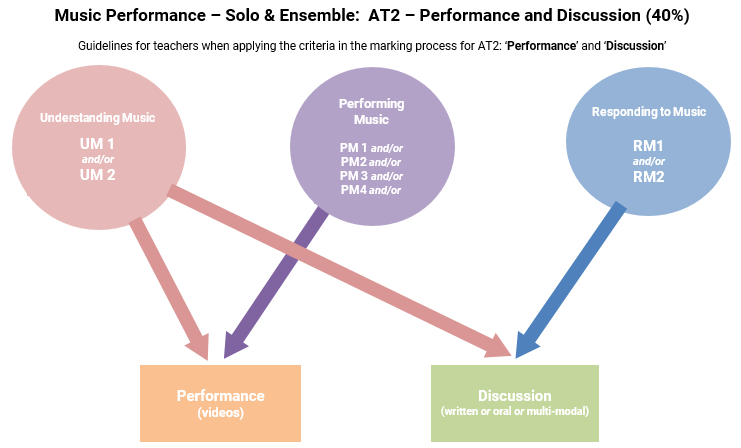 Music Performance – Solo & Ensemble: AT2 – Performance and Discussion (40%)
Guidelines for teachers when applying the criteria in the marking process for AT2: ‘Performance’ and ‘Discussion’
Understanding Music
UM 1
and/or
UM 2
Performing
Music
PM 1 and/or
PM2 and/or
PM 3 and/or
PM4 and/or
Responding to Music
RM1
and/or
RM2
Performance
(videos)
Discussion
(written or oral or multi-modal)